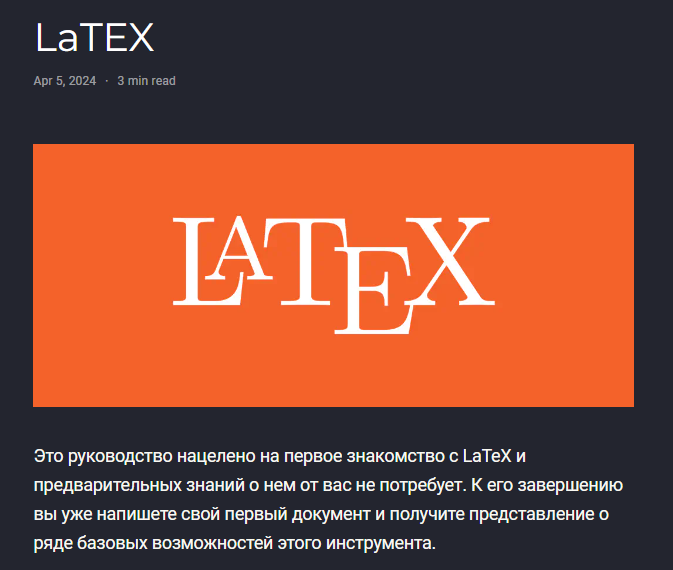 LaTEX
Apr 5, 2024 · 3 min read
LATEX
Это руководство нацелено на первое знакомство с LaTeX и
предварительных знаний о нем от вас не потребует. К его завершению
вы уже напишете свой первый документ и получите представление о
ряде базовых возможностей этого инструмента.